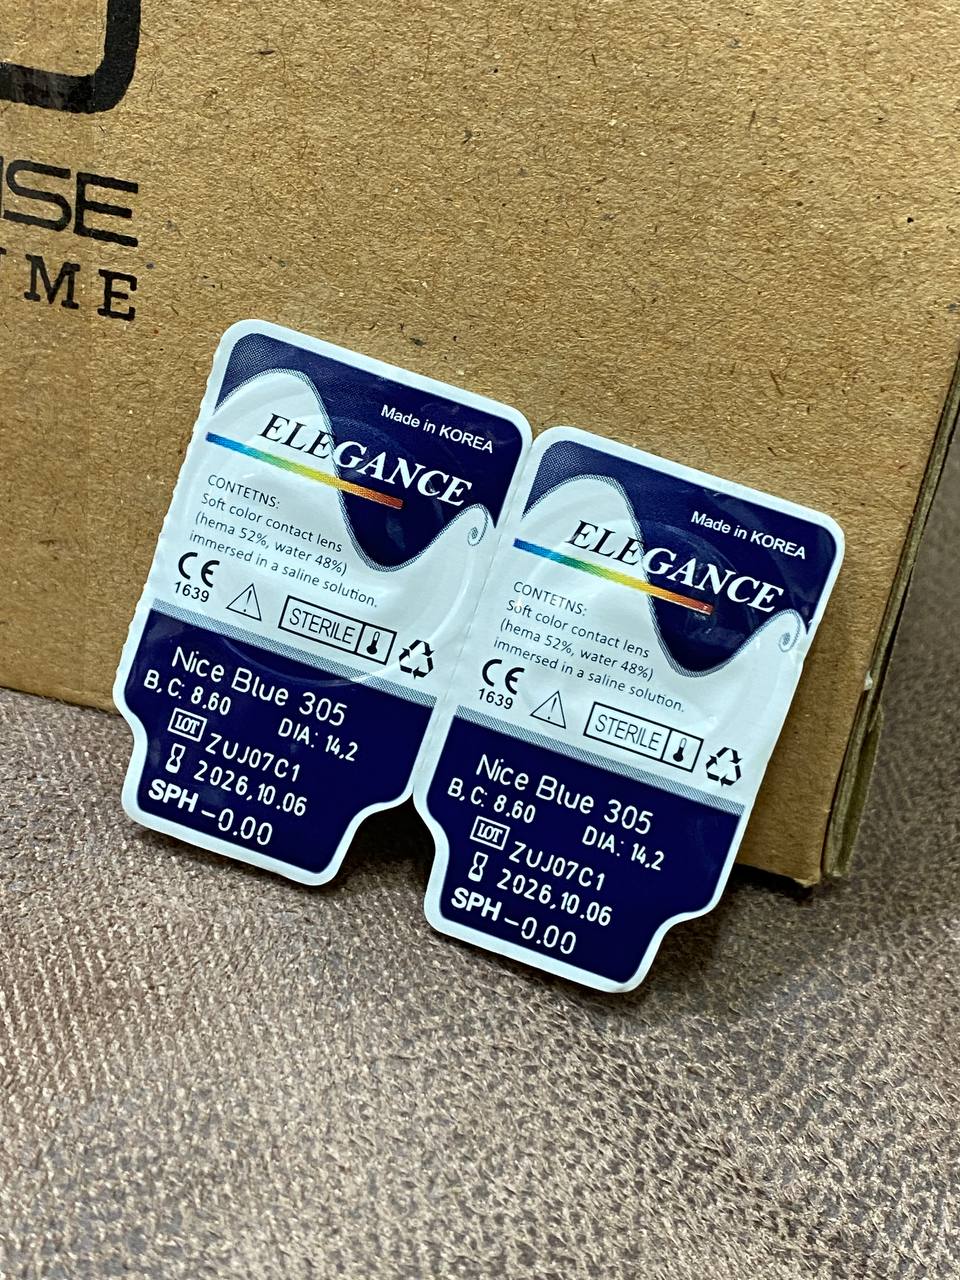 ISE
ME
Made in KOREA
ELEGANCE
CONTETNS:
Soft color contact lens
(hema 52%, water 48%)
immersed in a saline solution.
CE
1639
STERILE
Nice Blue 305
B,C: 8.60 DIA: 14,2
LOT ZUJ07C1
2026,10.06
SPH -0.00
Made in KOREA
ELEGANCE
CONTETNS:
Soft color contact lens
(hema 52%, water 48%)
immersed in a saline solution.
CE
1639
STERILE
Nice Blue 305
B,C: 8.60 DIA: 14,2
LOT ZUJ07C1
2026,10.06
SPH -0.00